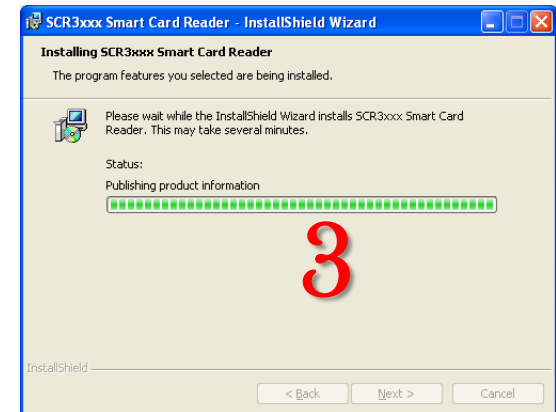 SCR3xxx Smart Card Reader - InstallShield Wizard
Installing SCR3xxx Smart Card Reader
The program features you selected are being installed.
Please wait while the InstallShield Wizard installs SCR3xxx Smart Card
Reader. This may take several minutes.
Status:
Publishing product information
3
InstallShield
< Back Next > Cancel